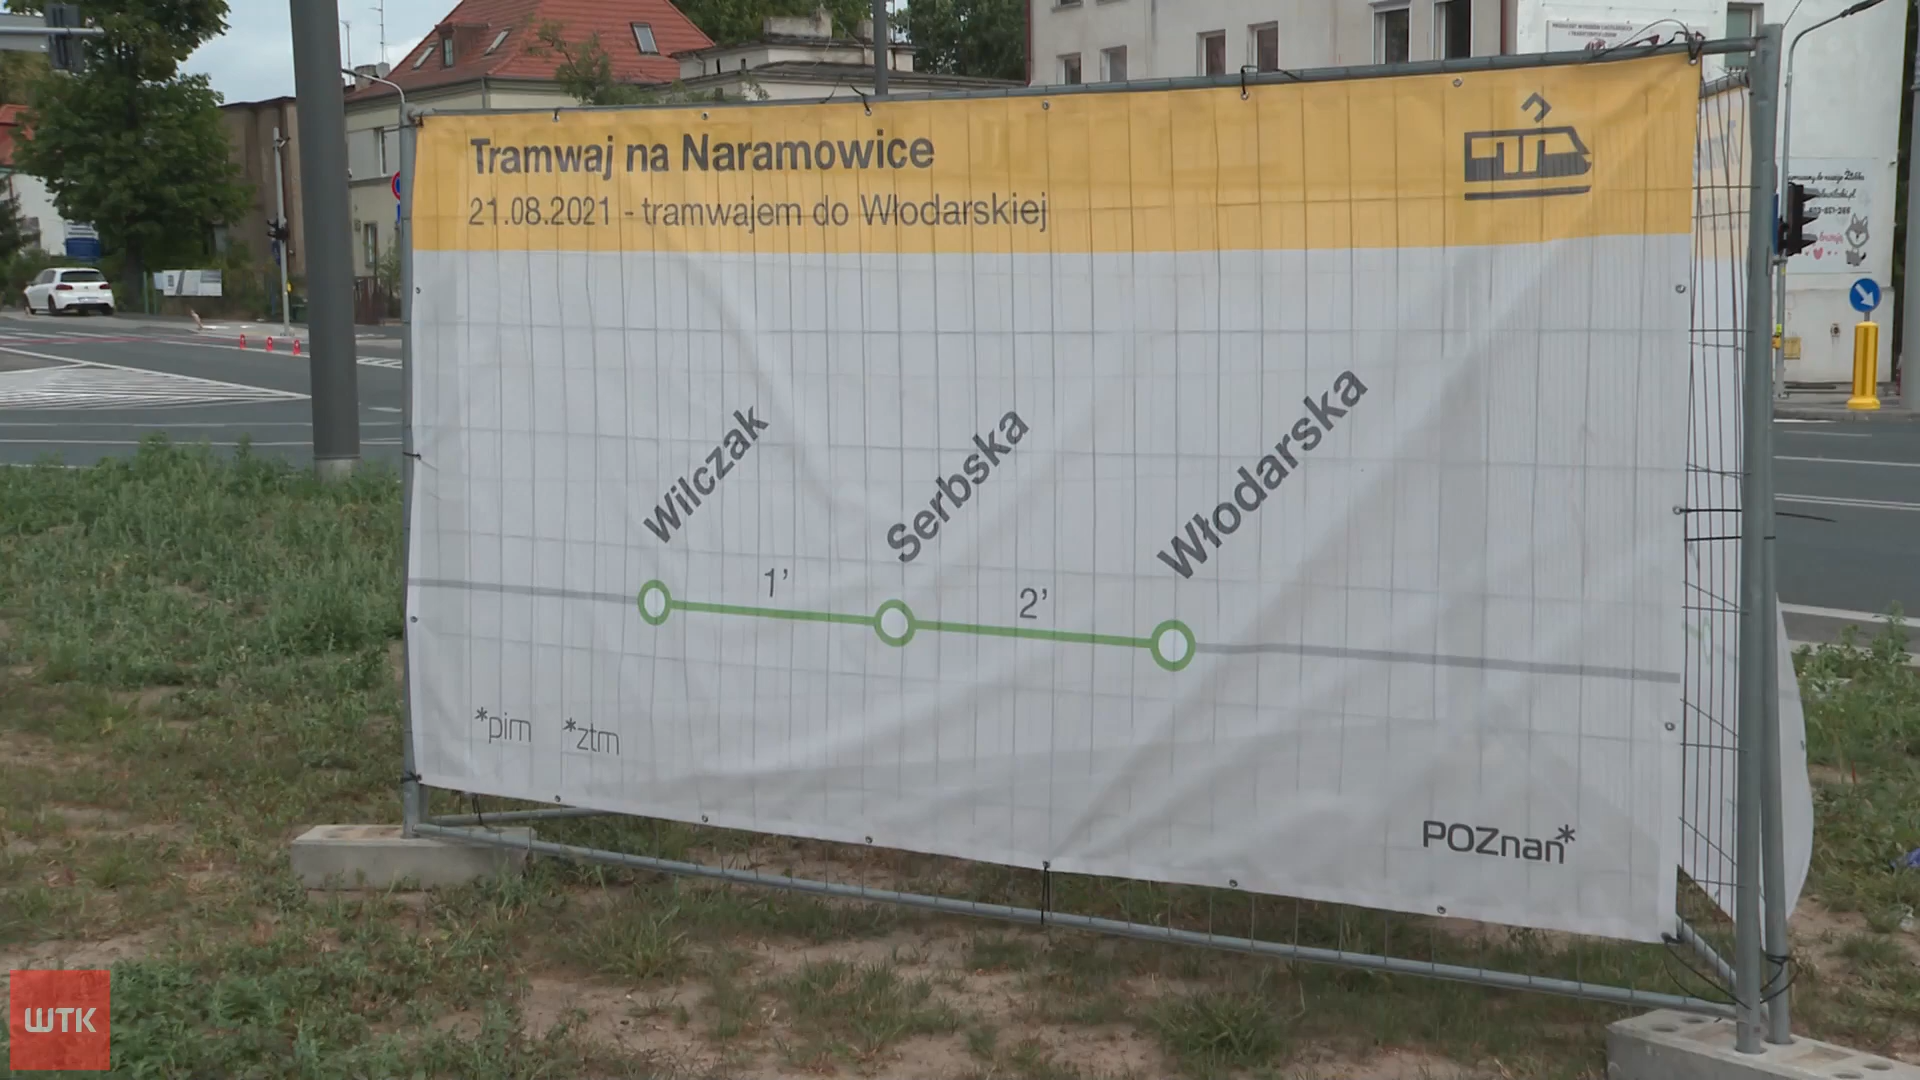 Tramwaj na Naramowice
21.08.2021 - tramwajem do Włodarskiej
Wilczak
Serbska
Włodarska
1’
2’
*pim *ztm
POZnan*
WTK